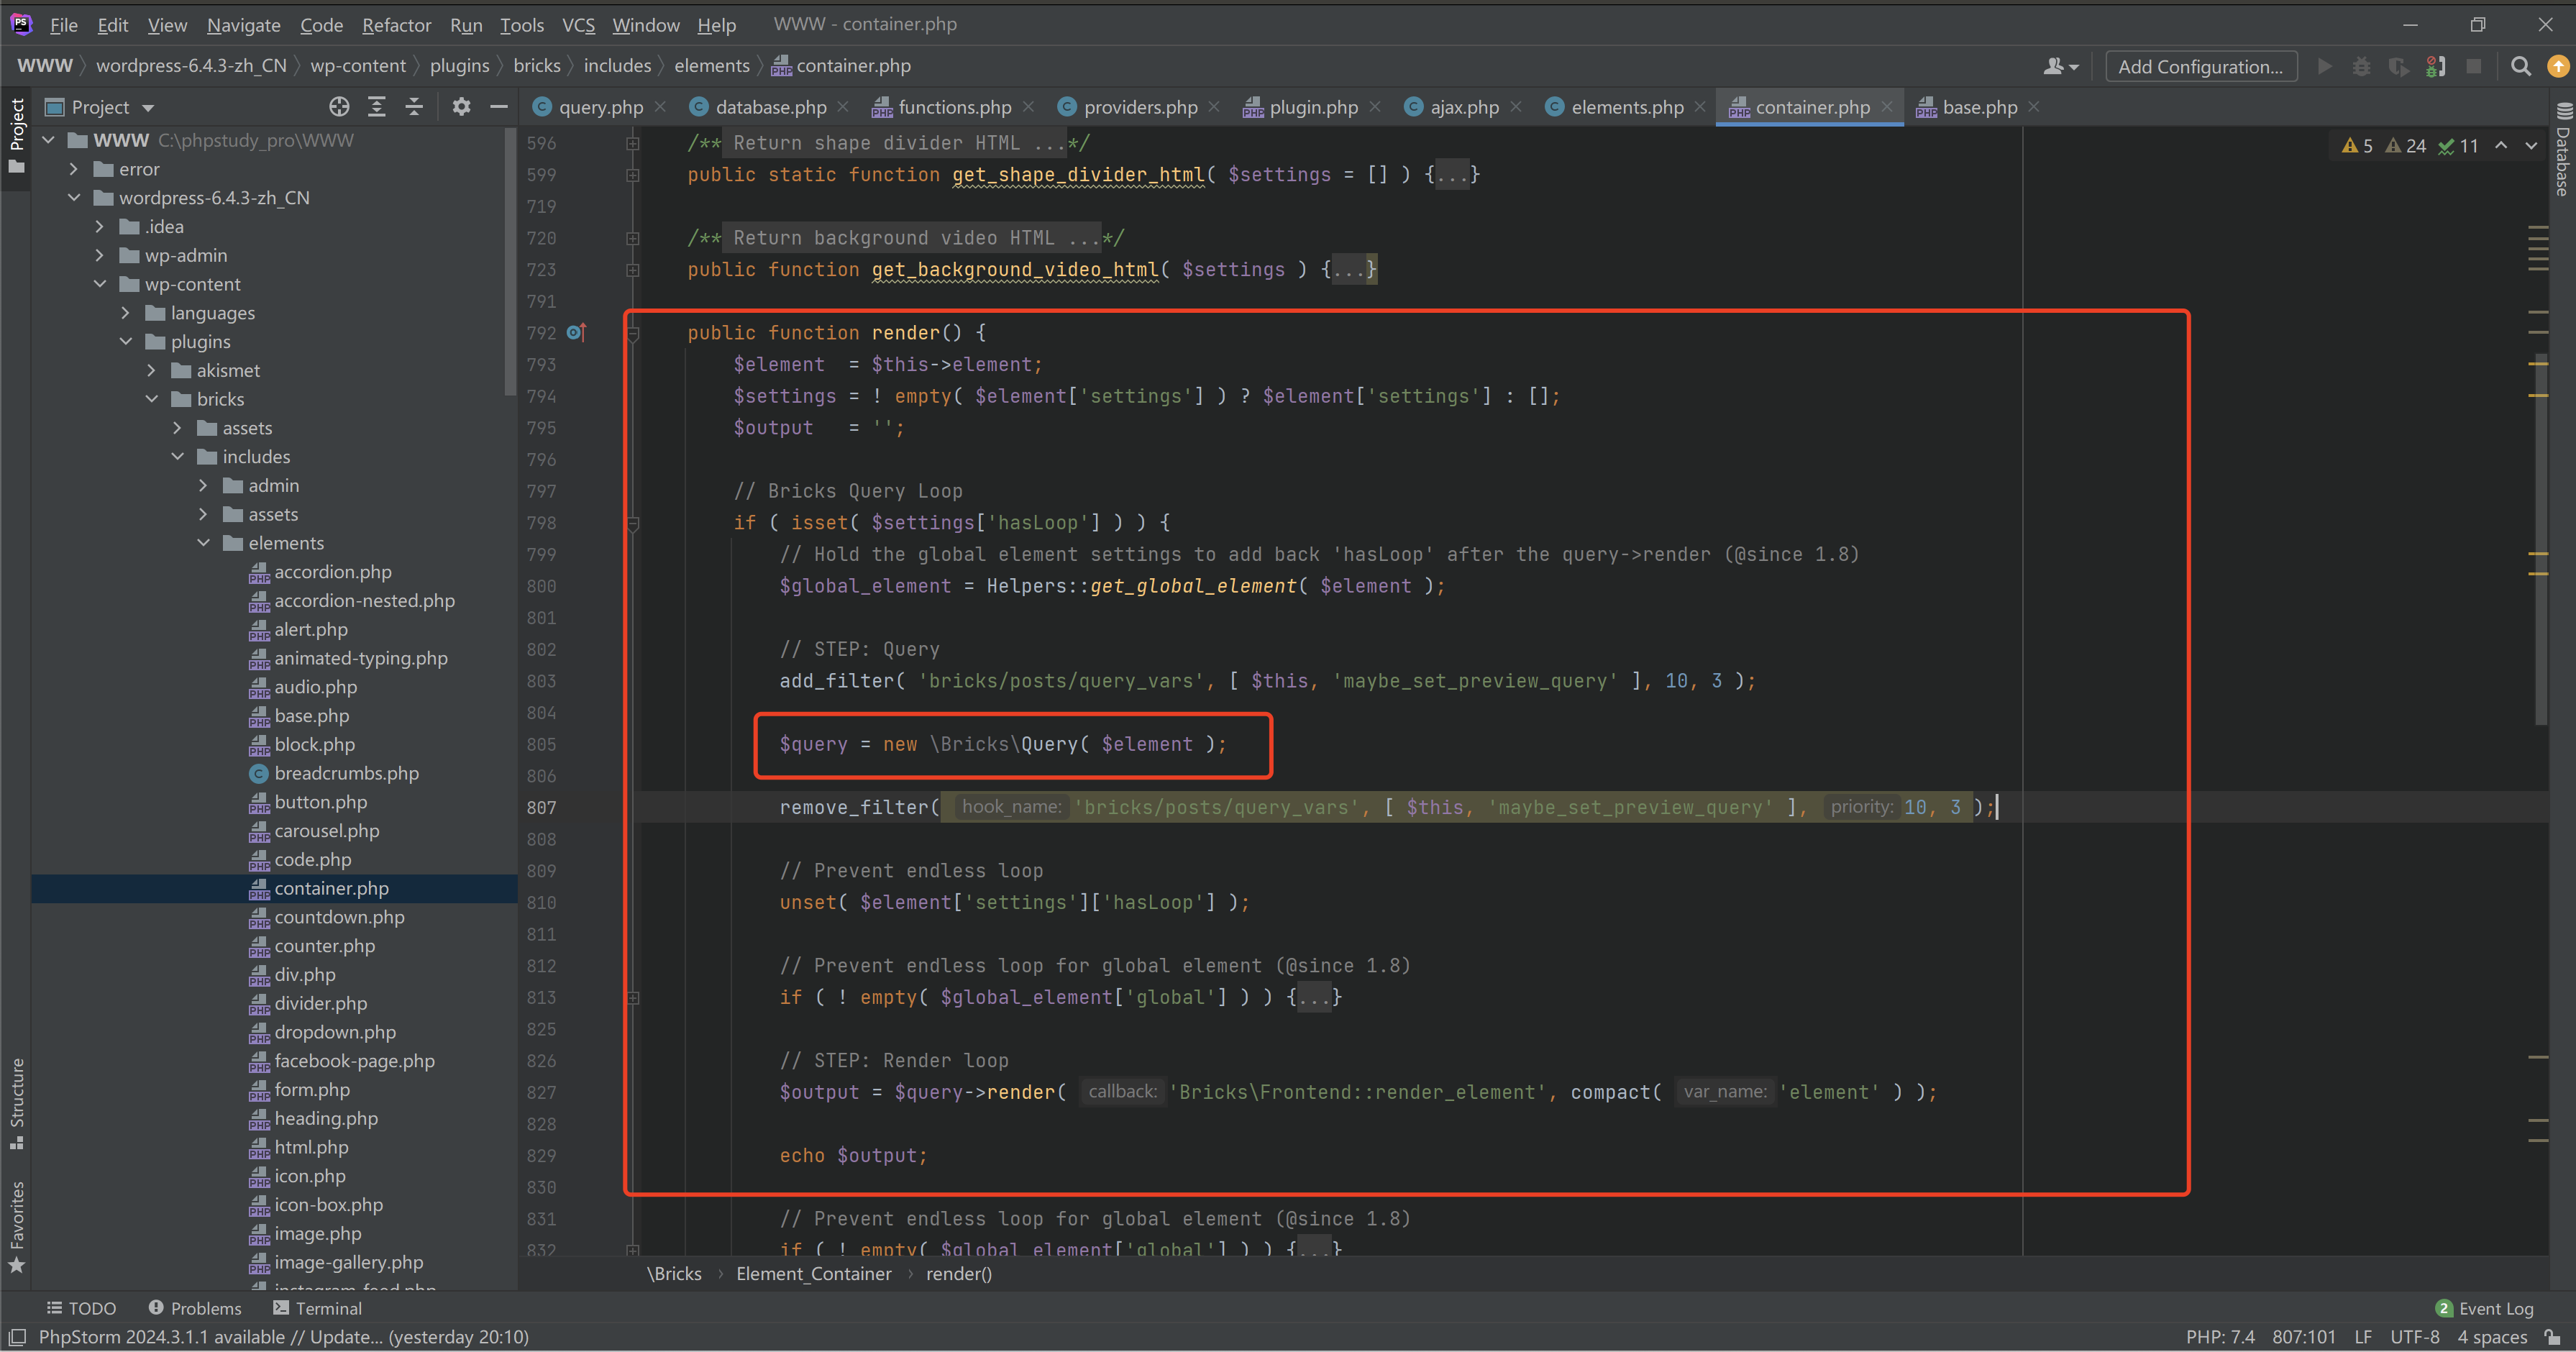 File Edit View Navigate Code Refactor Run Tools VCS Window Help WWW - container.php
WWW wordpress-6.4.3-zh_CN wp-content plugins bricks includes elements container.php Add Configuration...
Project query.php database.php functions.php providers.php plugin.php ajax.php elements.php container.php base.php
Project
Structure
Favorites
Database
WWW C:\phpstudy_pro\WWW
error
wordpress-6.4.3-zh_CN
.idea
wp-admin
wp-content
languages
plugins
akismet
bricks
assets
includes
admin
assets
elements
accordion.php
accordion-nested.php
alert.php
animated-typing.php
audio.php
base.php
block.php
breadcrumbs.php
button.php
carousel.php
code.php
container.php
countdown.php
counter.php
div.php
divider.php
dropdown.php
facebook-page.php
form.php
heading.php
html.php
icon.php
icon-box.php
image.php
image-gallery.php
instagram-feed.php
5 24 11
596 /** Return shape divider HTML ...*/
599 public static function get_shape_divider_html( $settings = [] ) {...}
719
720 /** Return background video HTML ...*/
723 public function get_background_video_html( $settings ) {...}
791
792 public function render() {
793 $element = $this->element;
794 $settings = ! empty( $element['settings'] ) ? $element['settings'] : [];
795 $output = '';
796
797 // Bricks Query Loop
798 if ( isset( $settings['hasLoop'] ) ) {
799 // Hold the global element settings to add back 'hasLoop' after the query->render (@since 1.8)
800 $global_element = Helpers::get_global_element( $element );
801
802 // STEP: Query
803 add_filter( 'bricks/posts/query_vars', [ $this, 'maybe_set_preview_query' ], 10, 3 );
804
805 $query = new \Bricks\Query( $element );
806
807 remove_filter( hook_name: 'bricks/posts/query_vars', [ $this, 'maybe_set_preview_query' ], priority: 10, 3 );
808
809 // Prevent endless loop
810 unset( $element['settings']['hasLoop'] );
811
812 // Prevent endless loop for global element (@since 1.8)
813 if ( ! empty( $global_element['global'] ) ) {...}
825
826 // STEP: Render loop
827 $output = $query->render( callback: 'Bricks\Frontend::render_element', compact( var_name: 'element' ) );
828
829 echo $output;
830
831 // Prevent endless loop for global element (@since 1.8)
832 if ( ! empty( $global_element['global'] ) ) {...}
\Bricks Element_Container render()
TODO Problems Terminal 2 Event Log
PhpStorm 2024.3.1.1 available // Update... (yesterday 20:10) PHP: 7.4 807:101 LF UTF-8 4 spaces